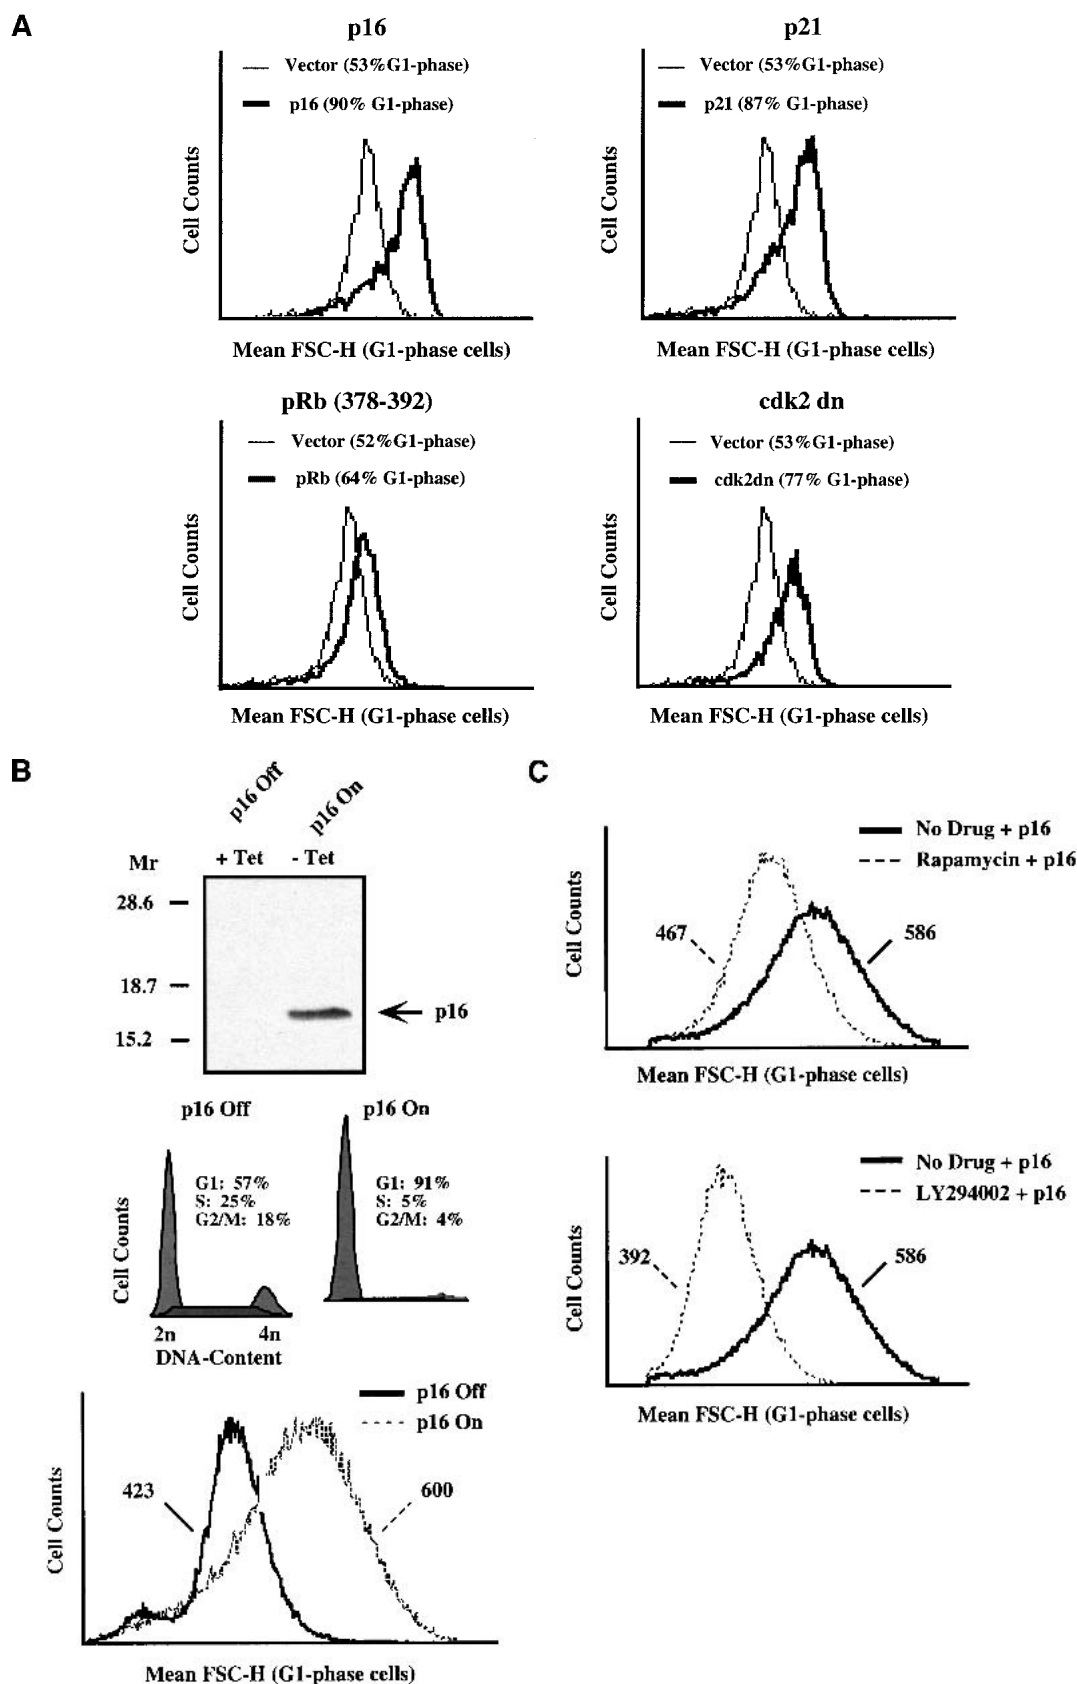 A
p16
Vector (53%G1-phase)
p16 (90% G1-phase)
Cell Counts
Mean FSC-H (G1-phase cells)
p21
Vector (53%G1-phase)
p21 (87% G1-phase)
Cell Counts
Mean FSC-H (G1-phase cells)
pRb (378-392)
Vector (52%G1-phase)
pRb (64% G1-phase)
Cell Counts
Mean FSC-H (G1-phase cells)
cdk2 dn
Vector (53%G1-phase)
cdk2dn (77% G1-phase)
Cell Counts
Mean FSC-H (G1-phase cells)
B
p16 Off
p16 On
Mr
+ Tet
- Tet
28.6
18.7
15.2
p16
p16 Off
G1: 57%
S: 25%
G2/M: 18%
p16 On
G1: 91%
S: 5%
G2/M: 4%
Cell Counts
2n
4n
DNA-Content
p16 Off
p16 On
423
600
Cell Counts
Mean FSC-H (G1-phase cells)
C
No Drug + p16
Rapamycin + p16
467
586
Cell Counts
Mean FSC-H (G1-phase cells)
No Drug + p16
LY294002 + p16
392
586
Cell Counts
Mean FSC-H (G1-phase cells)